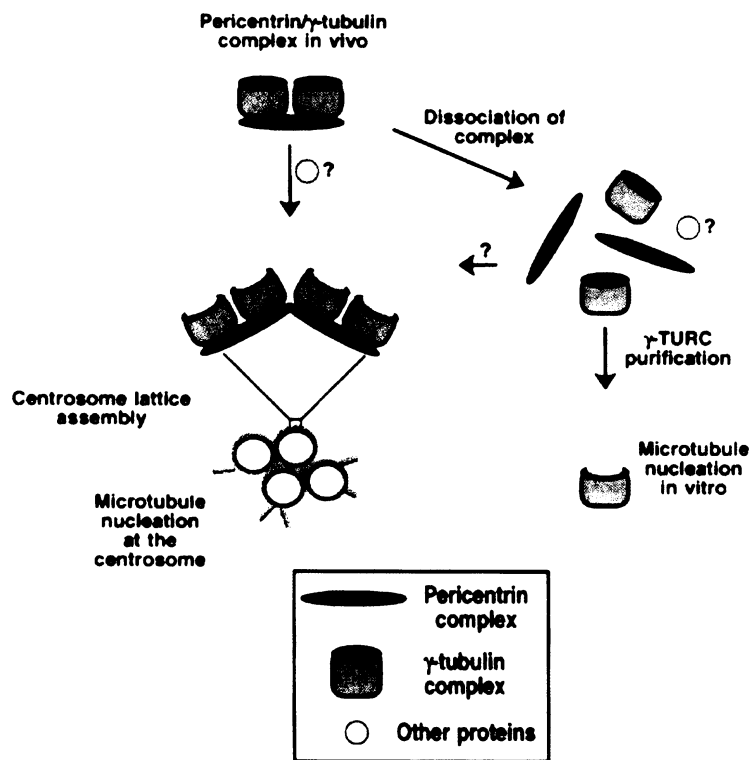 Pericentrin/γ-tubulin
complex in vivo
Dissociation of
complex
?
?
?
γ-TURC
purification
Centrosome lattice
assembly
Microtubule
nucleation
in vitro
Microtubule
nucleation
at the
centrosome
Pericentrin
complex
γ-tubulin
complex
Other proteins